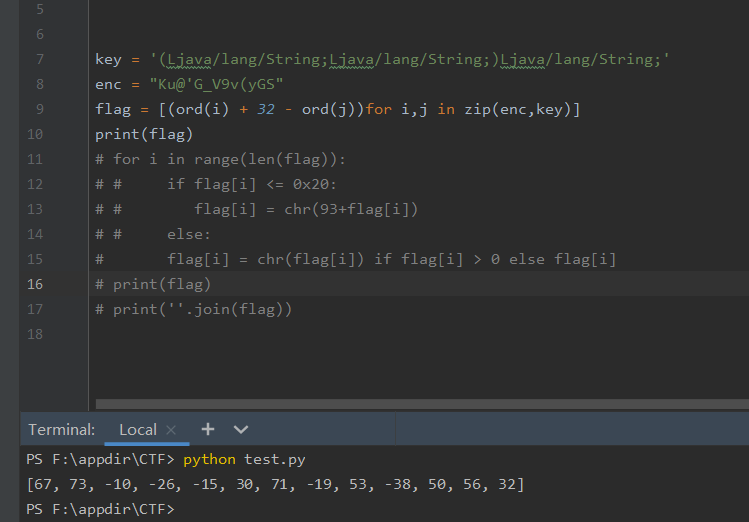 5
6
7 key = '(Ljava/lang/String;Ljava/lang/String;)Ljava/lang/String;'
8 enc = "Ku@'G_V9v(yGS"
9 flag = [(ord(i) + 32 - ord(j))for i,j in zip(enc,key)]
10 print(flag)
11 # for i in range(len(flag)):
12 # #     if flag[i] <= 0x20:
13 # #        flag[i] = chr(93+flag[i])
14 # #     else:
15 #       flag[i] = chr(flag[i]) if flag[i] > 0 else flag[i]
16 # print(flag)
17 # print(''.join(flag))
18
Terminal: Local × +
PS F:\appdir\CTF> python test.py
[67, 73, -10, -26, -15, 30, 71, -19, 53, -38, 50, 56, 32]
PS F:\appdir\CTF>